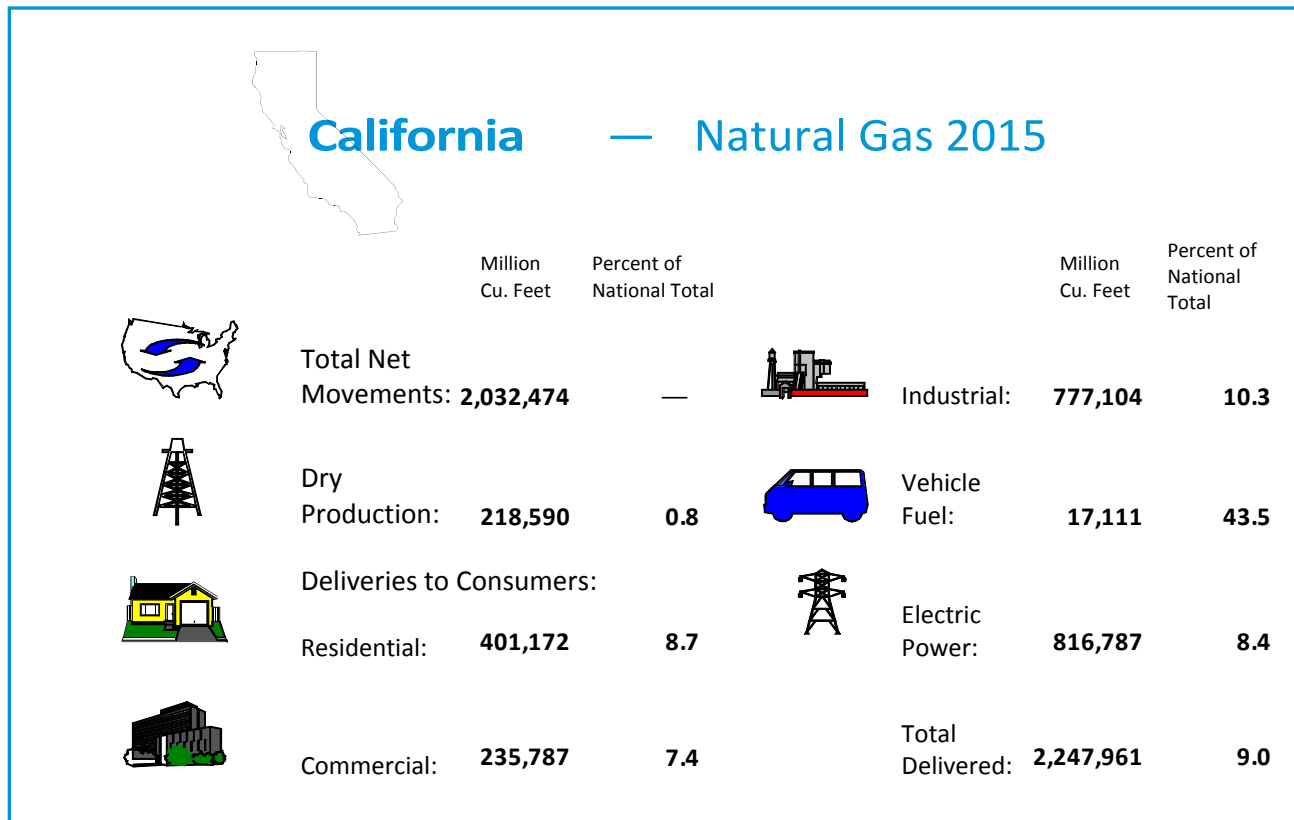 California — Natural Gas 2015
Million
Cu. Feet
Percent of
National Total
Total Net
Movements: 2,032,474 —
Dry
Production: 218,590 0.8
Deliveries to Consumers:
Residential: 401,172 8.7
Commercial: 235,787 7.4
Million
Cu. Feet
Percent of
National
Total
Industrial: 777,104 10.3
Vehicle
Fuel: 17,111 43.5
Electric
Power: 816,787 8.4
Total
Delivered: 2,247,961 9.0